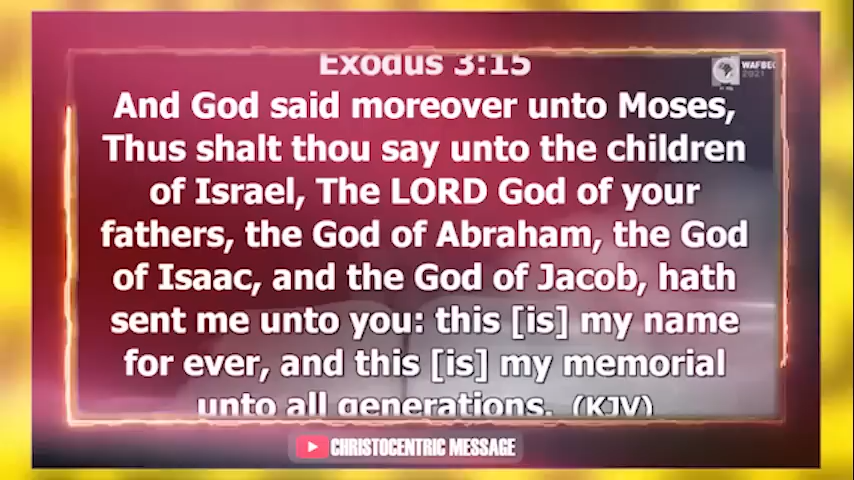 Exodus 3:15
And God said moreover unto Moses,
Thus shalt thou say unto the children
of Israel, The LORD God of your
fathers, the God of Abraham, the God
of Isaac, and the God of Jacob, hath
sent me unto you: this [is] my name
for ever, and this [is] my memorial
unto all generations. (KJV)
WAFBEC
2021
CHRISTOCENTRIC MESSAGE